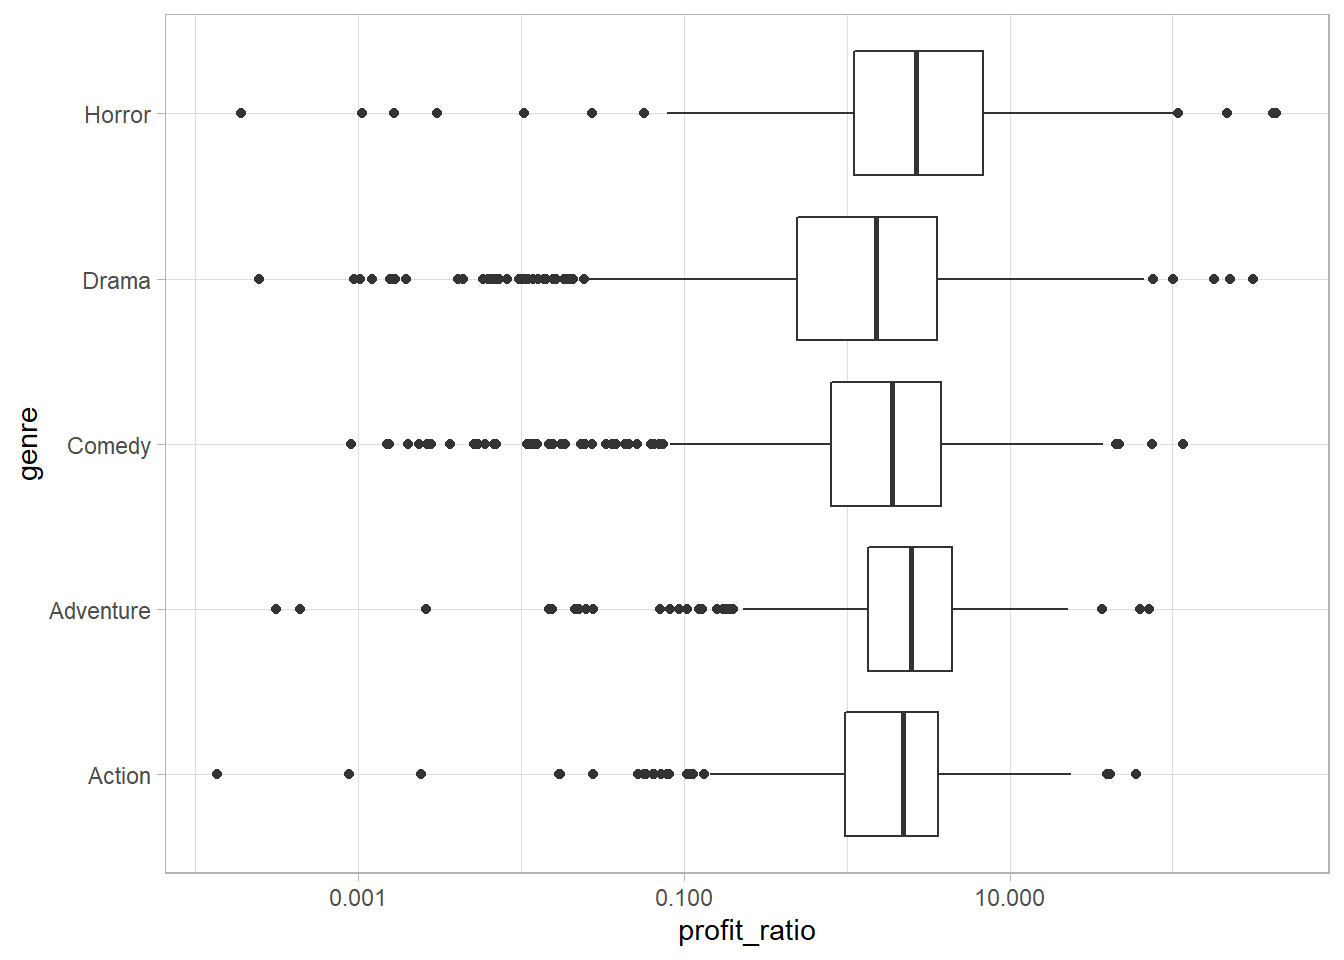 Horror
Drama
Comedy
Adventure
Action
genre
0.001
0.100
10.000
profit_ratio